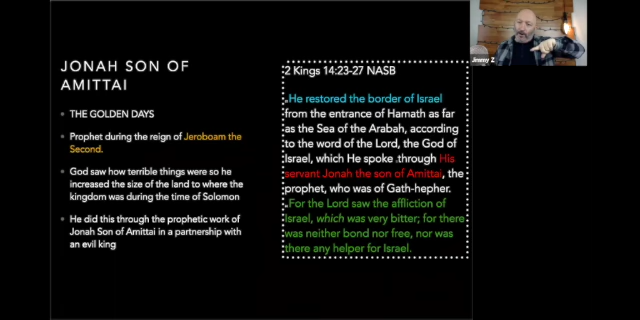 JONAH SON OF
AMITTAI
THE GOLDEN DAYS
Prophet during the reign of Jeroboam the
Second.
God saw how terrible things were so he
increased the size of the land to where the
kingdom was during the time of Solomon
He did this through the prophetic work of
Jonah Son of Amittai in a partnership with
an evil king
2 Kings 14:23-27 NASB
He restored the border of Israel
from the entrance of Hamath as far
as the Sea of the Arabah, according
to the word of the Lord, the God of
Israel, which He spoke through His
servant Jonah the son of Amittai, the
prophet, who was of Gath-hepher.
For the Lord saw the affliction of
Israel, which was very bitter; for there
was neither bond nor free, nor was
there any helper for Israel.
Jimmy Z